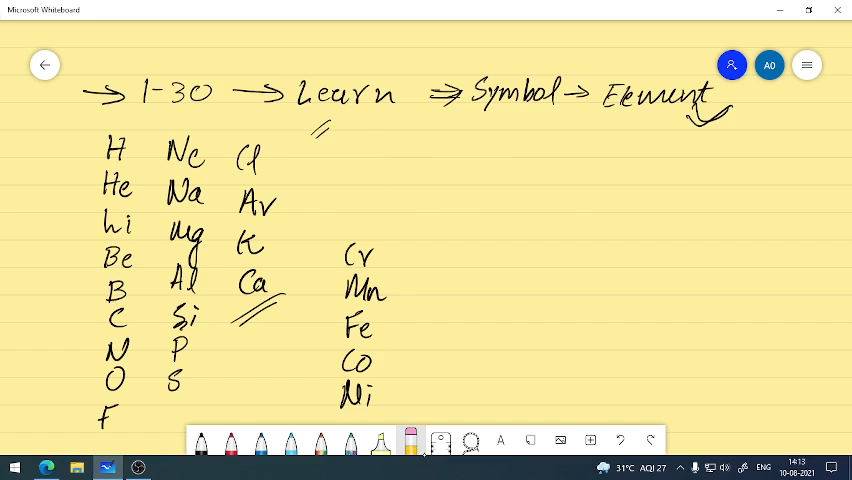 Microsoft Whiteboard
→ 1-30 → Learn ⇒ Symbol → Element
A0
H
He
Li
Be
B
C
N
O
F
Ne
Na
Mg
Al
Si
P
S
Cl
Ar
K
Ca
Cr
Mn
Fe
Co
Ni
A
31°C AQI 27
ENG
14:13
10-08-2021